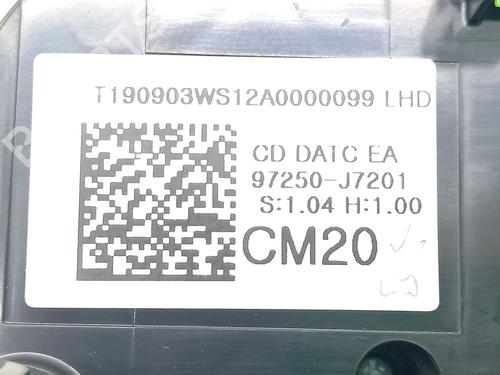 T190903WS12A0000099 LHD
CD DATC EA
97250-J7201
S:1.04 H:1.00
CM20